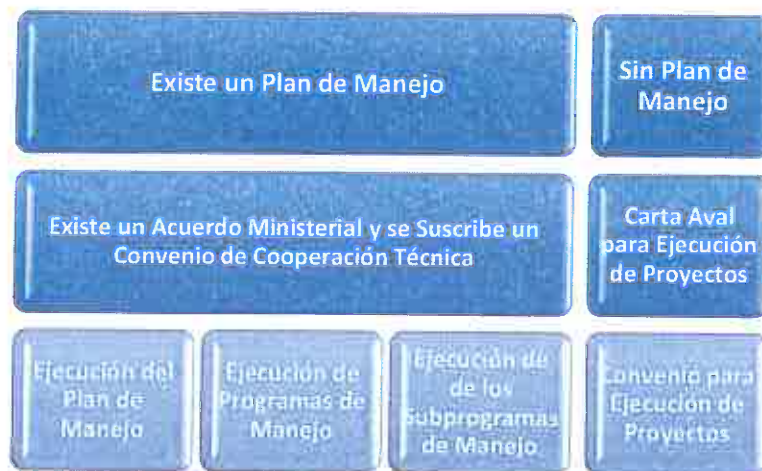 Existe un Plan de Manejo
Sin Plan de
Manejo
Existe un Acuerdo Ministerial y se Suscribe un
Convenio de Cooperación Técnica
Carta Aval
para Ejecución
de Proyectos
Ejecución del
Plan de
Manejo
Ejecución de
Programas de
Manejo
Ejecución de
de los
Subprogramas
de Manejo
Convenio para
Ejecución de
Proyectos